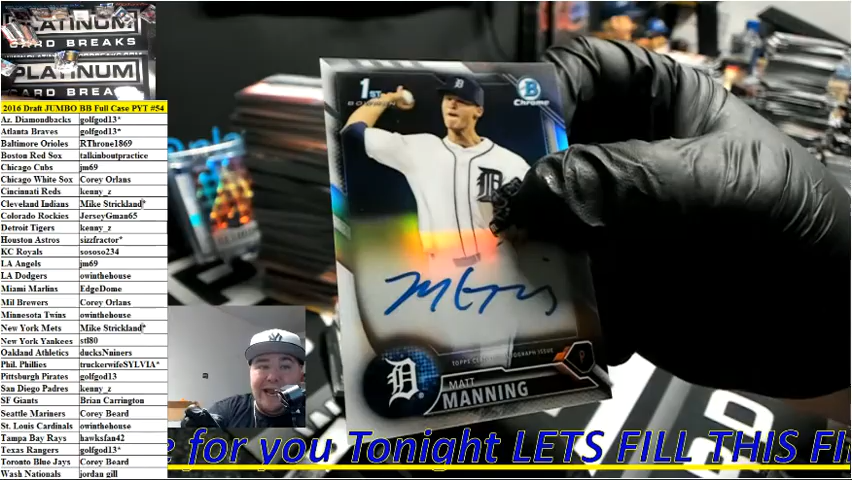 PLATINUM
CARD BREAKS
PLATINUM
CARD BREAKS
2016 Draft JUMBO BB Full Case PYT #54
Az. Diamondbacks golfgod13*
Atlanta Braves golfgod13*
Baltimore Orioles RThrone1869
Boston Red Sox talkinboutpractice
Chicago Cubs jm69
Chicago White Sox Corey Orlans
Cincinnati Reds kenny_z
Cleveland Indians Mike Strickland*
Colorado Rockies JerseyGman65
Detroit Tigers kenny_z
Houston Astros sizzfractor*
KC Royals sososo234
LA Angels jm69
LA Dodgers owinthehouse
Miami Marlins EdgeDome
Mil Brewers Corey Orlans
Minnesota Twins owinthehouse
New York Mets Mike Strickland*
New York Yankees stl80
Oakland Athletics ducksNniners
Phil. Phillies truckerwifeSYLVIA*
Pittsburgh Pirates golfgod13
San Diego Padres kenny_z
SF Giants Brian Carrington
Seattle Mariners Corey Beard
St. Louis Cardinals owinthehouse
Tampa Bay Rays hawksfan42
Texas Rangers golfgod13*
Toronto Blue Jays Corey Beard
Wash Nationals jordan gill
1ST
BOWMAN
B
Chrome
D
D
P
MATT
MANNING
for you Tonight LETS FILL THIS